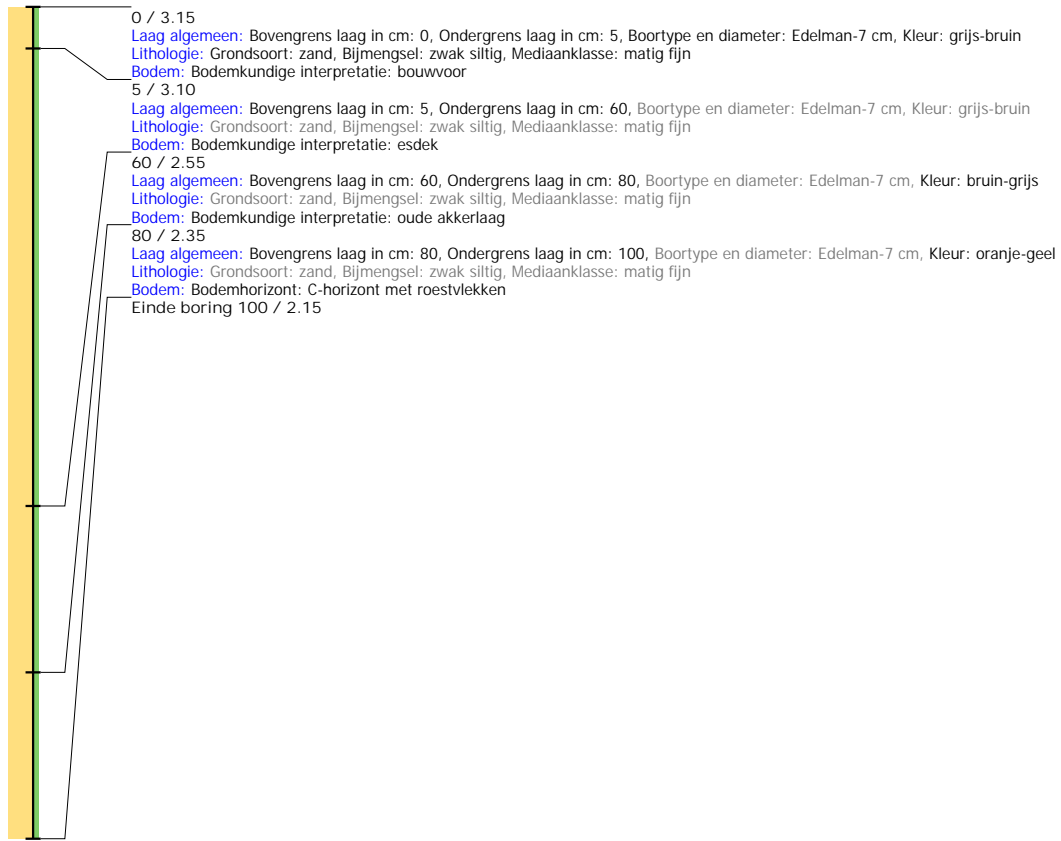 0 / 3.15
Laag algemeen: Bovengrens laag in cm: 0, Ondergrens laag in cm: 5, Boortype en diameter: Edelman-7 cm, Kleur: grijs-bruin
Lithologie: Grondsoort: zand, Bijmengsel: zwak siltig, Mediaanklasse: matig fijn
Bodem: Bodemkundige interpretatie: bouwvoor
5 / 3.10
Laag algemeen: Bovengrens laag in cm: 5, Ondergrens laag in cm: 60, Boortype en diameter: Edelman-7 cm, Kleur: grijs-bruin
Lithologie: Grondsoort: zand, Bijmengsel: zwak siltig, Mediaanklasse: matig fijn
Bodem: Bodemkundige interpretatie: esdek
60 / 2.55
Laag algemeen: Bovengrens laag in cm: 60, Ondergrens laag in cm: 80, Boortype en diameter: Edelman-7 cm, Kleur: bruin-grijs
Lithologie: Grondsoort: zand, Bijmengsel: zwak siltig, Mediaanklasse: matig fijn
Bodem: Bodemkundige interpretatie: oude akkerlaag
80 / 2.35
Laag algemeen: Bovengrens laag in cm: 80, Ondergrens laag in cm: 100, Boortype en diameter: Edelman-7 cm, Kleur: oranje-geel
Lithologie: Grondsoort: zand, Bijmengsel: zwak siltig, Mediaanklasse: matig fijn
Bodem: Bodemhorizont: C-horizont met roestvlekken
Einde boring 100 / 2.15